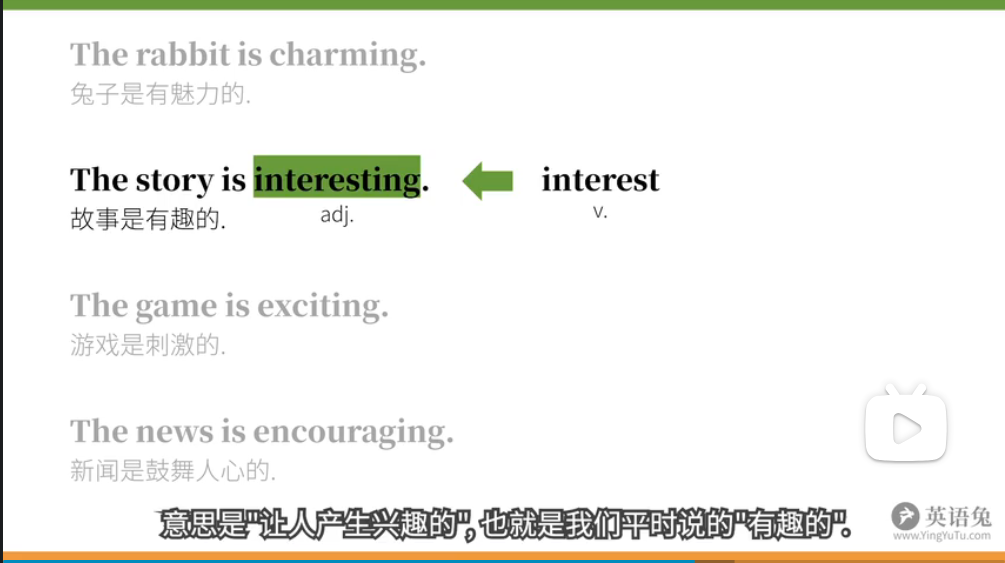 The rabbit is charming.
兔子是有魅力的.
The story is interesting. interest
故事是有趣的. adj. v.
The game is exciting.
游戏是刺激的.
The news is encouraging.
新闻是鼓舞人心的.
意思是"让人产生兴趣的", 也就是我们平时说的"有趣的".
英语兔
www.YingYuTu.com